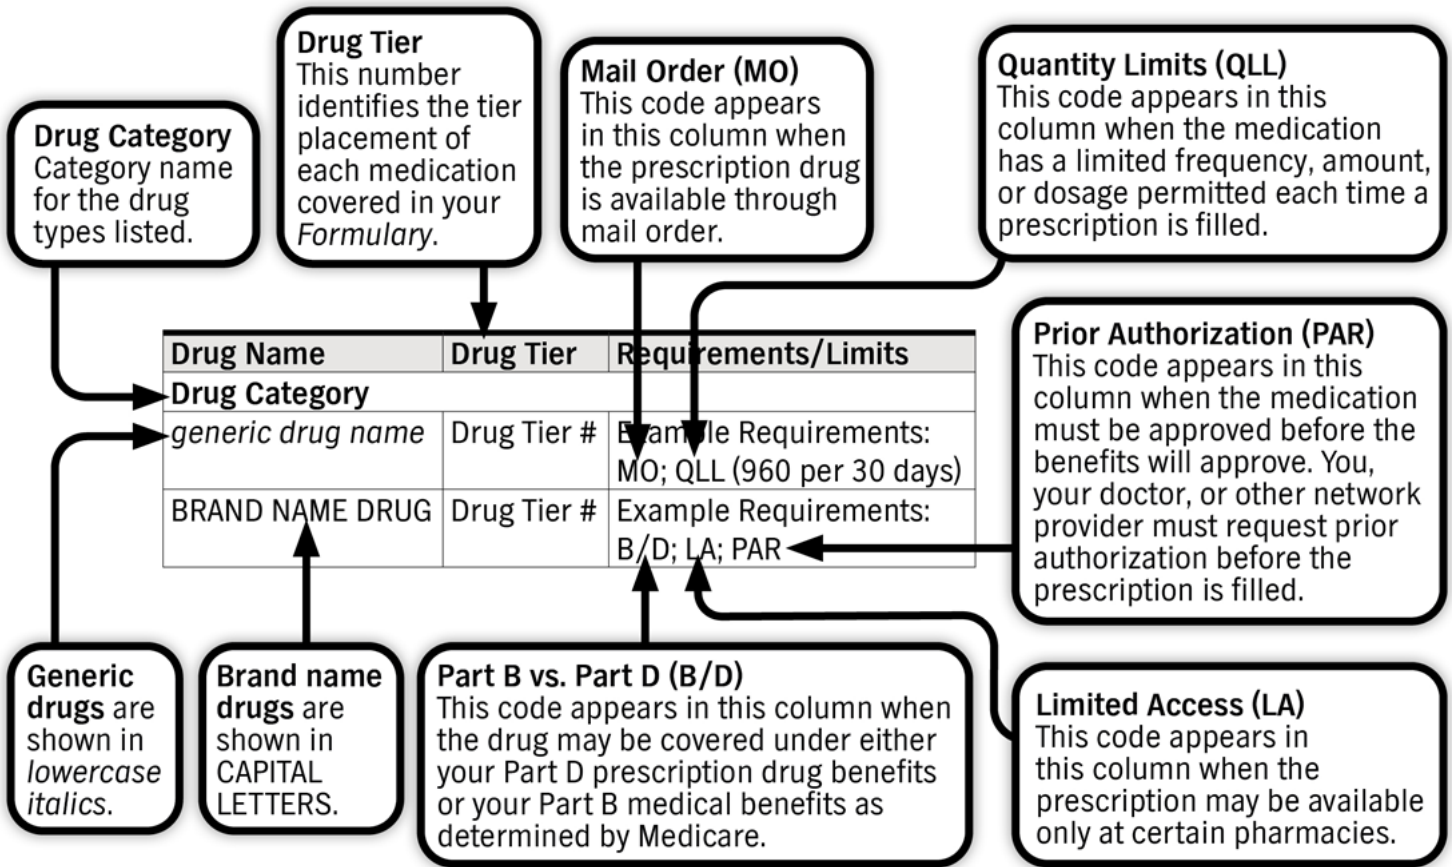 Drug Category
Category name
for the drug
types listed.
Drug Tier
This number
identifies the tier
placement of
each medication
covered in your
Formulary.
Mail Order (MO)
This code appears
in this column when
the prescription drug
is available through
mail order.
Quantity Limits (QLL)
This code appears in this
column when the medication
has a limited frequency, amount,
or dosage permitted each time a
prescription is filled.
Drug Name Drug Tier Requirements/Limits
Drug Category
generic drug name Drug Tier # Example Requirements:
MO; QLL (960 per 30 days)
BRAND NAME DRUG Drug Tier # Example Requirements:
B/D; LA; PAR
Prior Authorization (PAR)
This code appears in this
column when the medication
must be approved before the
benefits will approve. You,
your doctor, or other network
provider must request prior
authorization before the
prescription is filled.
Generic
drugs are
shown in
lowercase
italics.
Brand name
drugs are
shown in
CAPITAL
LETTERS.
Part B vs. Part D (B/D)
This code appears in this column when
the drug may be covered under either
your Part D prescription drug benefits
or your Part B medical benefits as
determined by Medicare.
Limited Access (LA)
This code appears in
this column when the
prescription may be available
only at certain pharmacies.